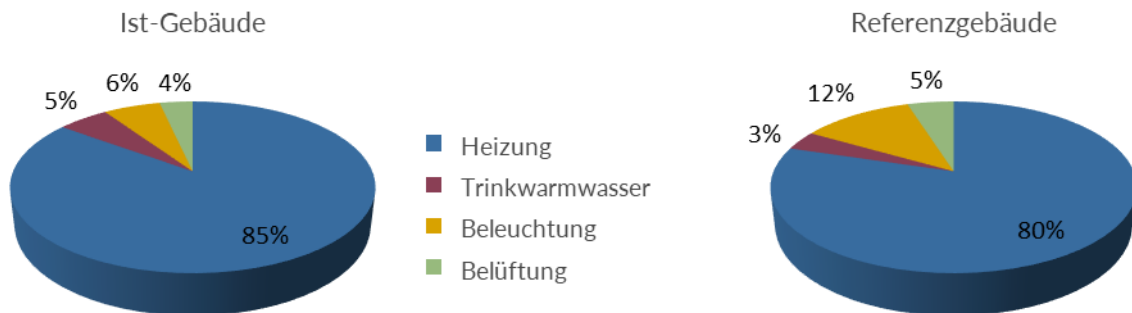 Ist-Gebäude
Referenzgebäude
5%
6%
4%
85%
Heizung
Trinkwarmwasser
Beleuchtung
Belüftung
3%
12%
5%
80%